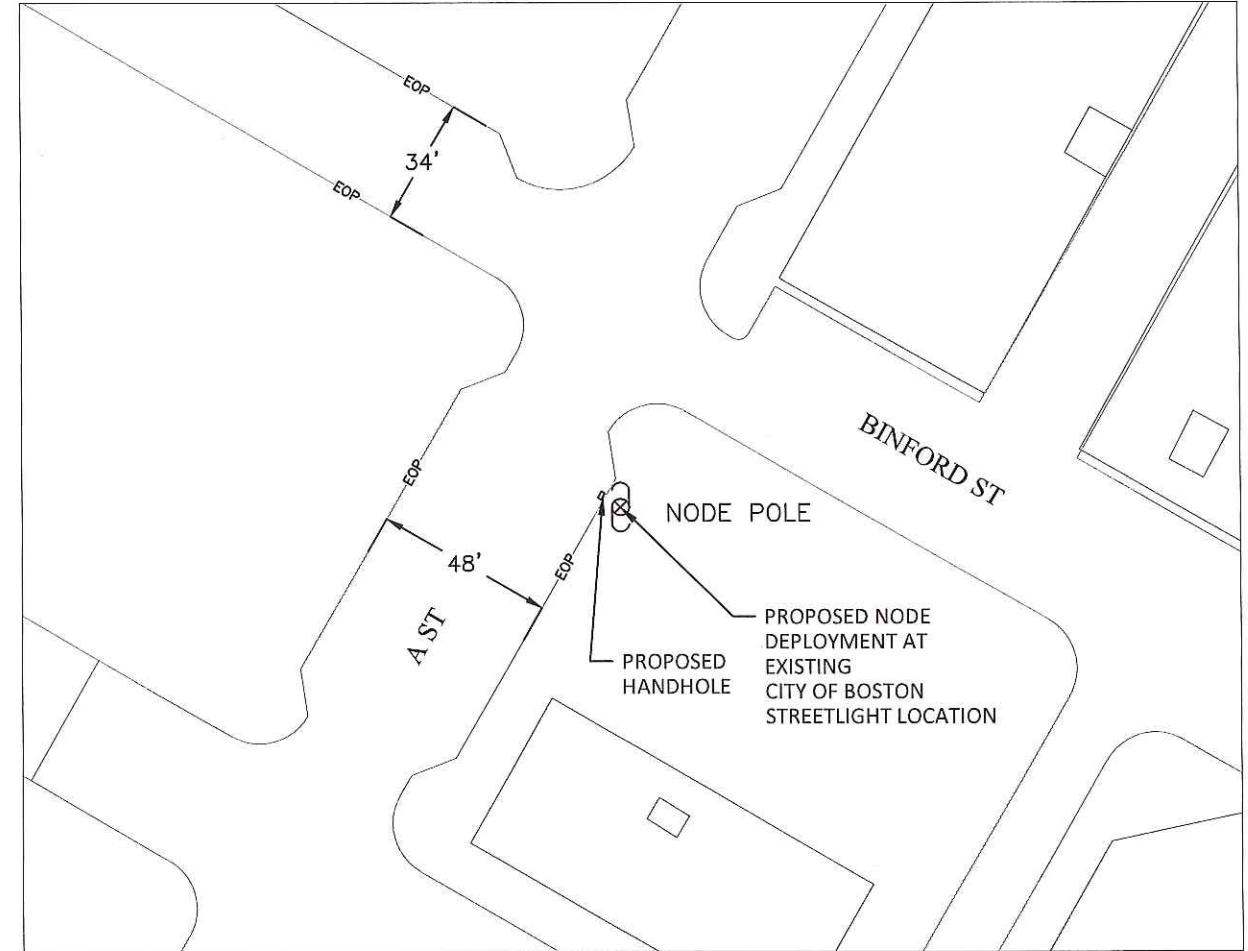 EOP
34'
EOP
BINFORD ST
EOP
NODE POLE
48'
EOP
A ST
PROPOSED
HANDHOLE
PROPOSED NODE
DEPLOYMENT AT
EXISTING
CITY OF BOSTON
STREETLIGHT LOCATION